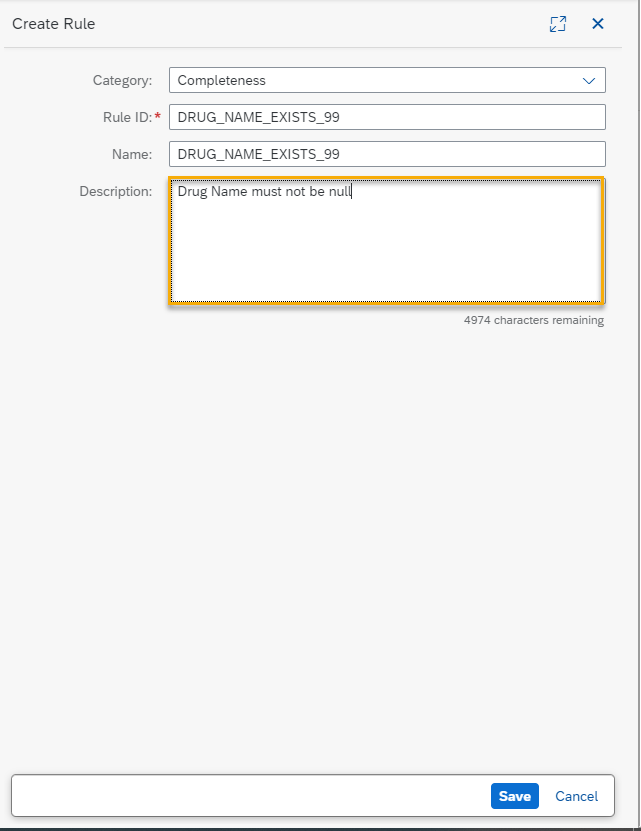 Create Rule
Category: Completeness
Rule ID:* DRUG_NAME_EXISTS_99
Name: DRUG_NAME_EXISTS_99
Description: Drug Name must not be null
4974 characters remaining
Save Cancel